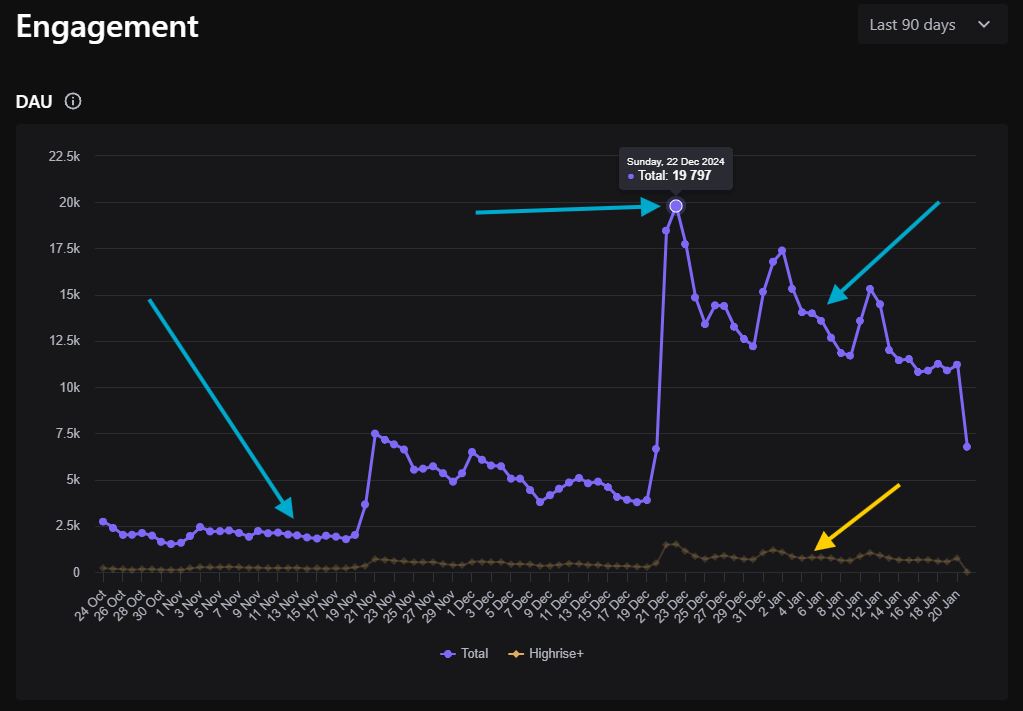 Engagement
Last 90 days
DAU
22.5k
20k
17.5k
15k
12.5k
10k
7.5k
5k
2.5k
0
Sunday, 22 Dec 2024
Total: 19 797
24 Oct
26 Oct
28 Oct
30 Oct
1 Nov
3 Nov
5 Nov
7 Nov
9 Nov
11 Nov
13 Nov
15 Nov
17 Nov
19 Nov
21 Nov
23 Nov
25 Nov
27 Nov
29 Nov
1 Dec
3 Dec
5 Dec
7 Dec
9 Dec
11 Dec
13 Dec
15 Dec
17 Dec
19 Dec
21 Dec
23 Dec
25 Dec
27 Dec
29 Dec
31 Dec
2 Jan
4 Jan
6 Jan
8 Jan
10 Jan
12 Jan
14 Jan
16 Jan
18 Jan
20 Jan
Total
Highrise+